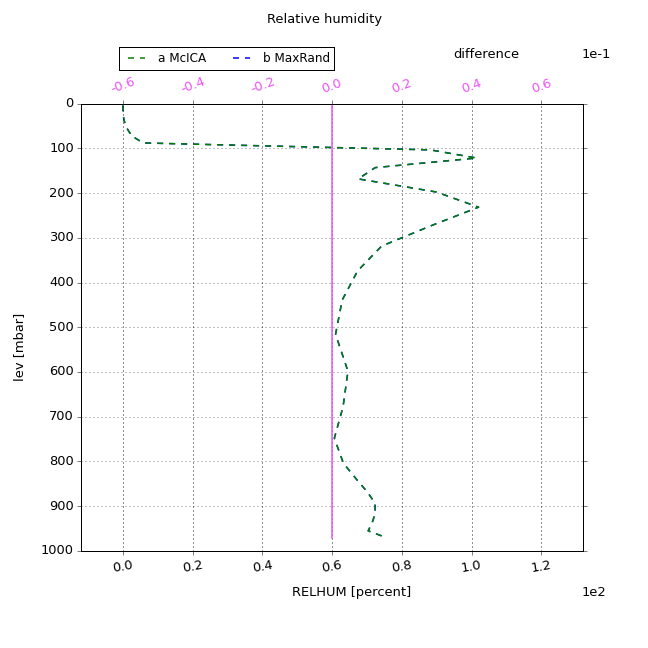 Relative humidity
a McICA b MaxRand
difference 1e-1
-0.6 -0.4 -0.2 0.0 0.2 0.4 0.6
0
100
200
300
400
500
600
700
800
900
1000
lev [mbar]
0.0 0.2 0.4 0.6 0.8 1.0 1.2
RELHUM [percent] 1e2